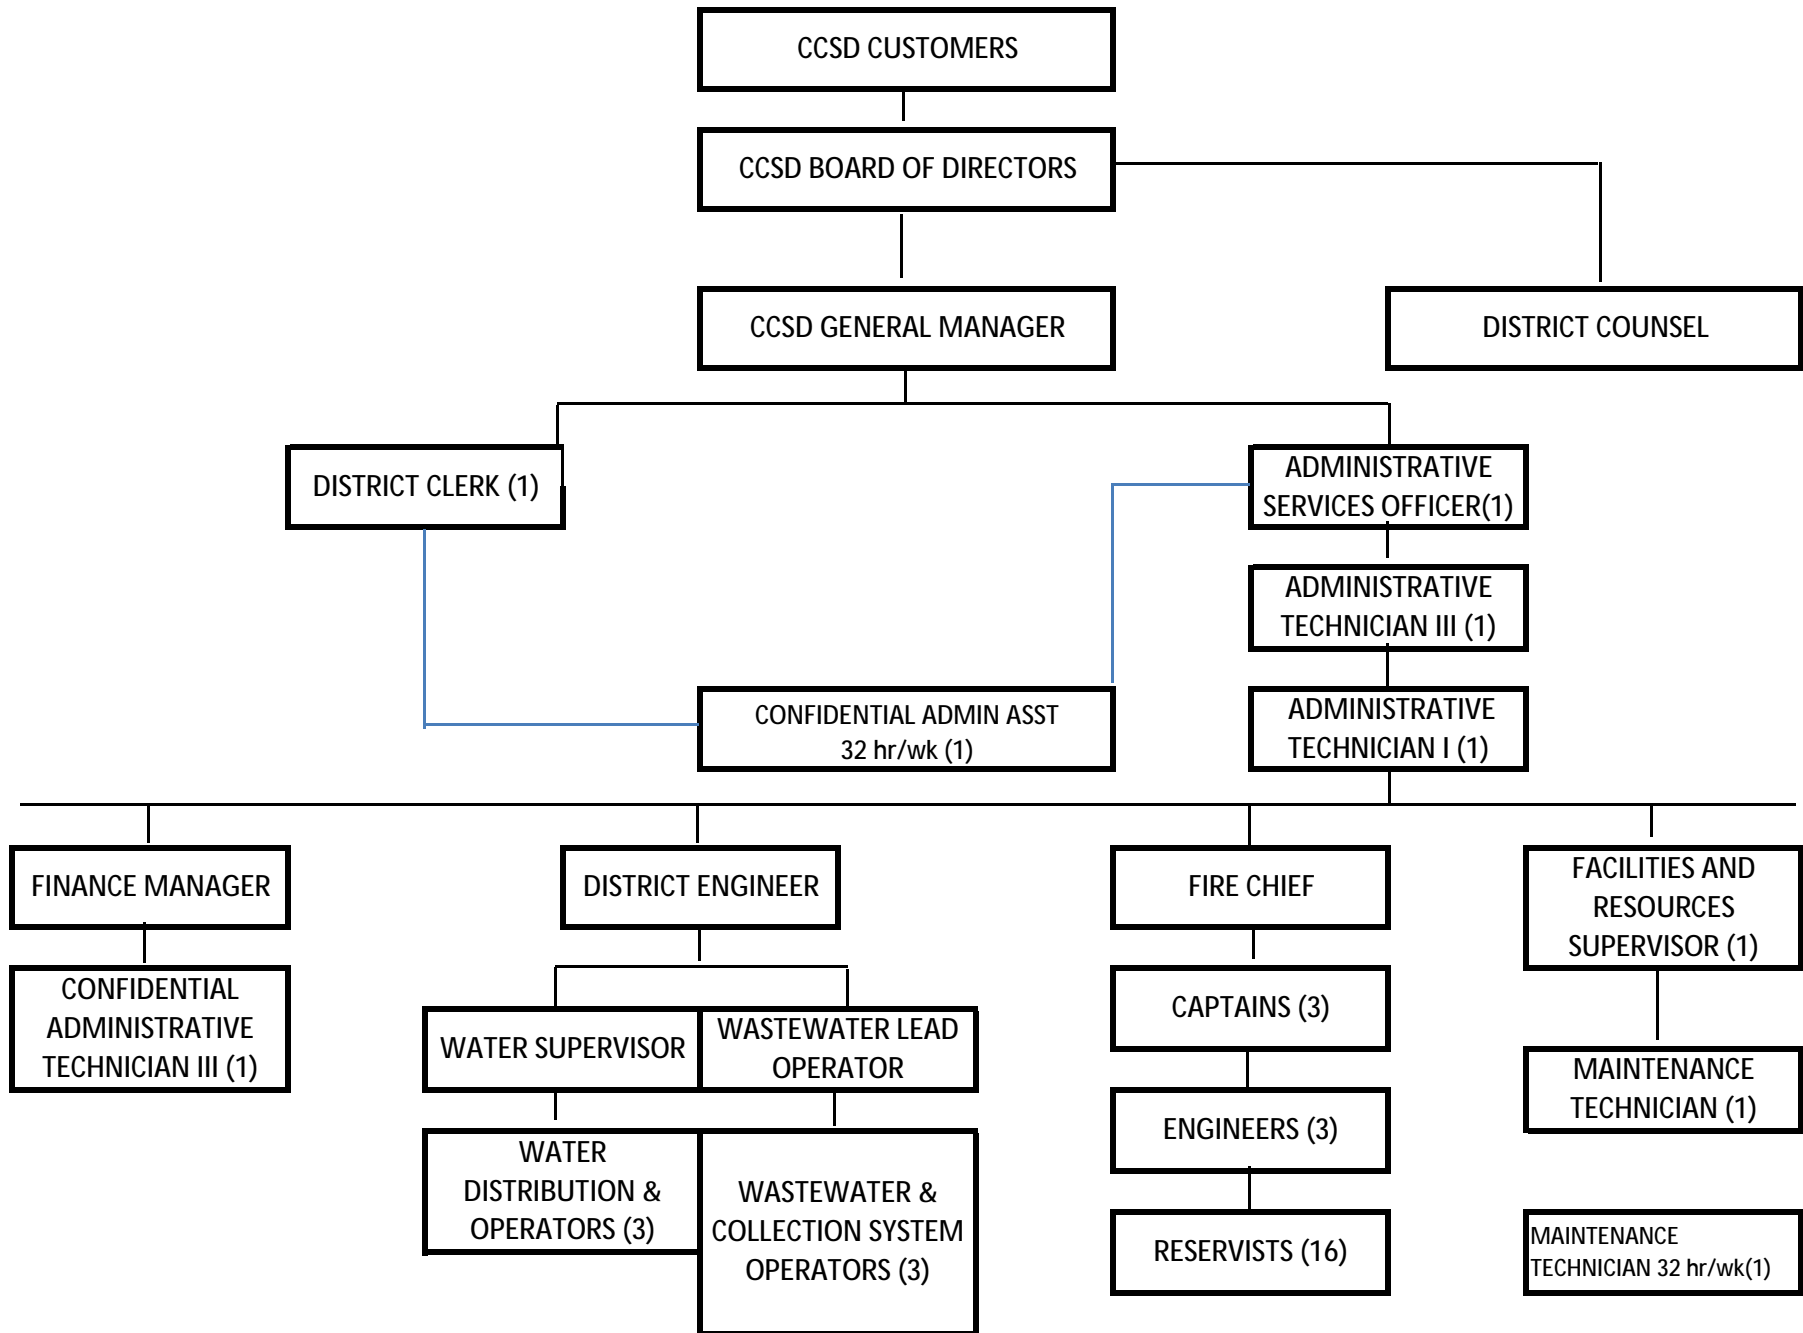 CCSD CUSTOMERS
CCSD BOARD OF DIRECTORS
CCSD GENERAL MANAGER
DISTRICT COUNSEL
DISTRICT CLERK (1)
ADMINISTRATIVE
SERVICES OFFICER(1)
ADMINISTRATIVE
TECHNICIAN III (1)
CONFIDENTIAL ADMIN ASST
32 hr/wk (1)
ADMINISTRATIVE
TECHNICIAN I (1)
FINANCE MANAGER
DISTRICT ENGINEER
FIRE CHIEF
FACILITIES AND
RESOURCES
SUPERVISOR (1)
CONFIDENTIAL
ADMINISTRATIVE
TECHNICIAN III (1)
WATER SUPERVISOR
WASTEWATER LEAD
OPERATOR
CAPTAINS (3)
MAINTENANCE
TECHNICIAN (1)
WATER
DISTRIBUTION &
OPERATORS (3)
WASTEWATER &
COLLECTION SYSTEM
OPERATORS (3)
ENGINEERS (3)
RESERVISTS (16)
MAINTENANCE
TECHNICIAN 32 hr/wk(1)